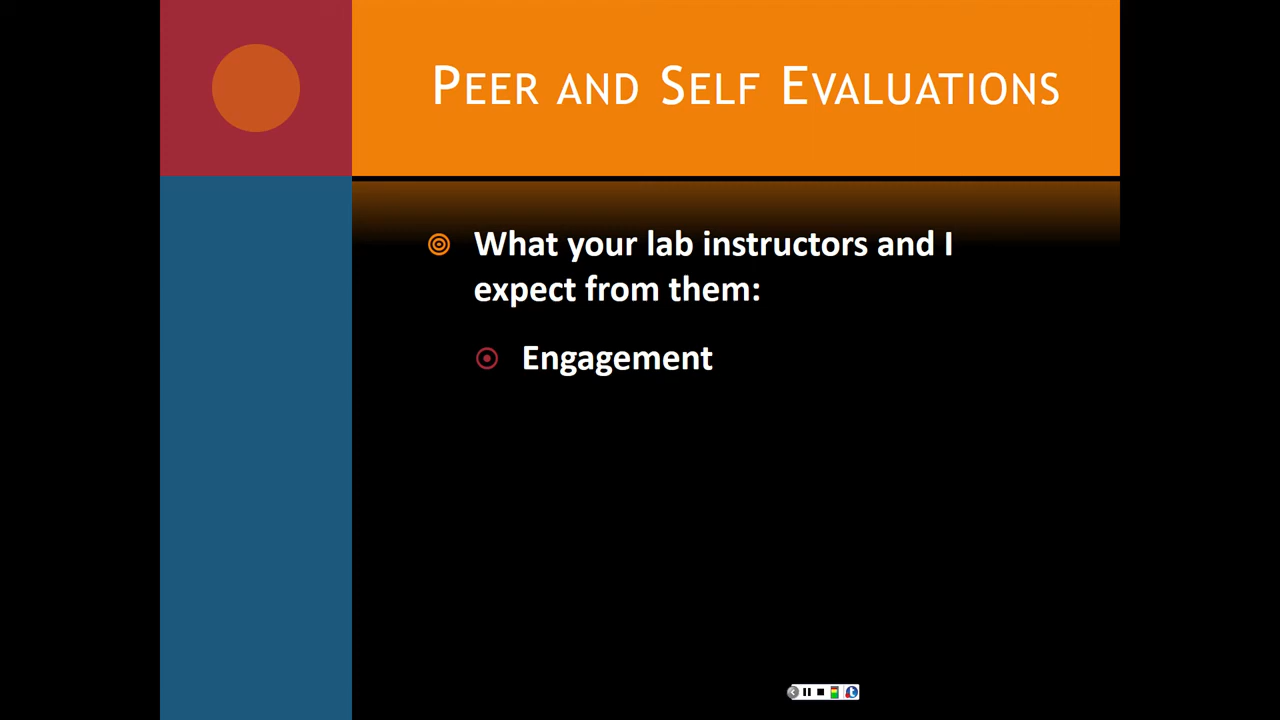 PEER AND SELF EVALUATIONS
What your lab instructors and I
expect from them:
Engagement